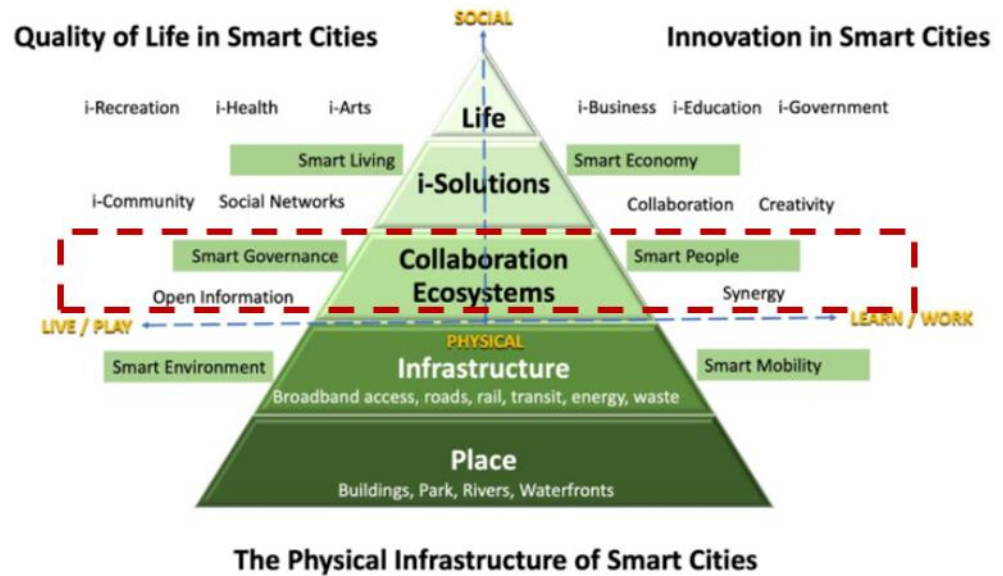 SOCIAL
Quality of Life in Smart Cities
Innovation in Smart Cities
i-Recreation i-Health i-Arts
Life
i-Business i-Education i-Government
Smart Living
i-Solutions
Smart Economy
i-Community Social Networks
Collaboration Creativity
Smart Governance
Collaboration
Ecosystems
Smart People
Open Information
Synergy
LIVE / PLAY
LEARN / WORK
PHYSICAL
Smart Environment
Infrastructure
Smart Mobility
Broadband access, roads, rail, transit, energy, waste
Place
Buildings, Park, Rivers, Waterfronts
The Physical Infrastructure of Smart Cities